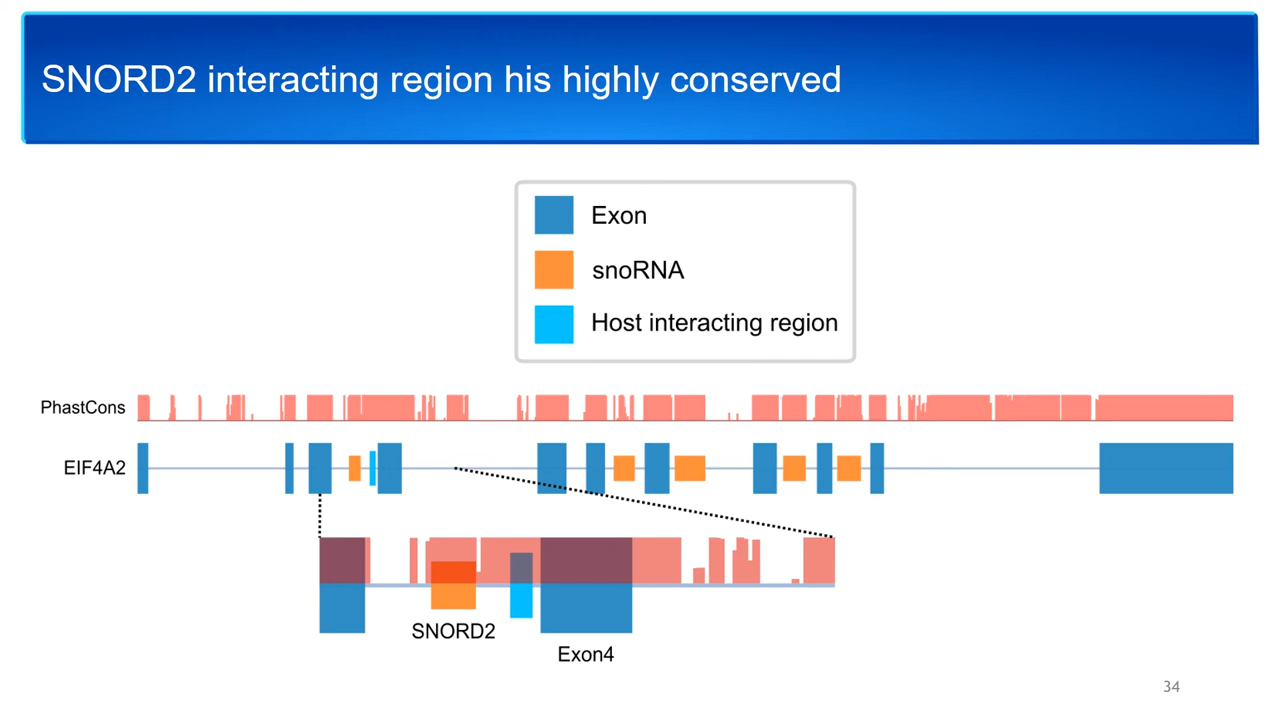 SNORD2 interacting region his highly conserved
Exon
snoRNA
Host interacting region
PhastCons
EIF4A2
SNORD2
Exon4
34